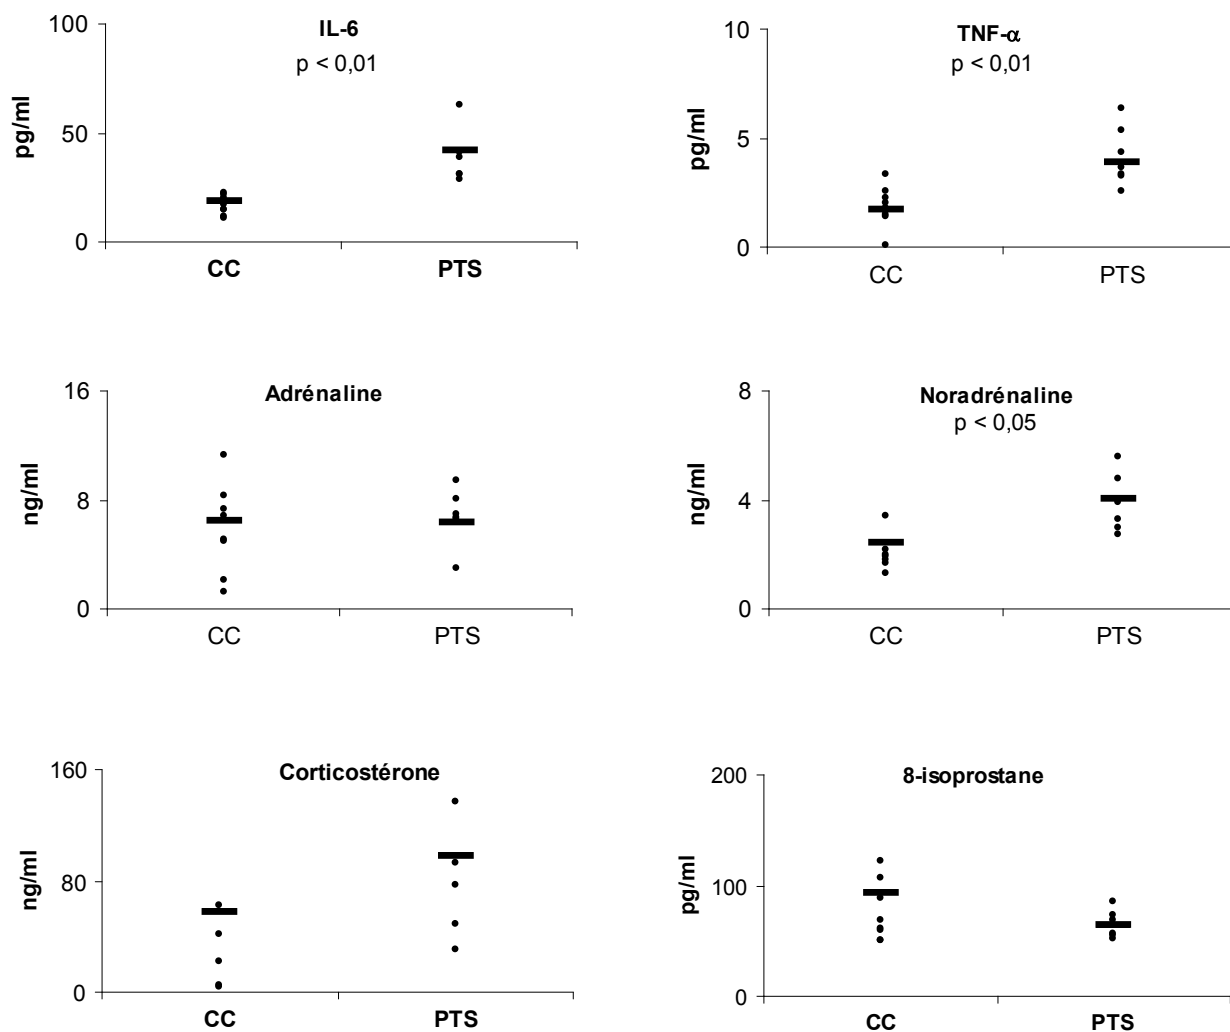 IL-6
p < 0,01
100
50
0
pg/ml
CC PTS
TNF-α
p < 0,01
10
5
0
pg/ml
CC PTS
Adrénaline
16
8
0
ng/ml
CC PTS
Noradrénaline
p < 0,05
8
4
0
ng/ml
CC PTS
Corticostérone
160
80
0
ng/ml
CC PTS
8-isoprostane
200
100
0
pg/ml
CC PTS